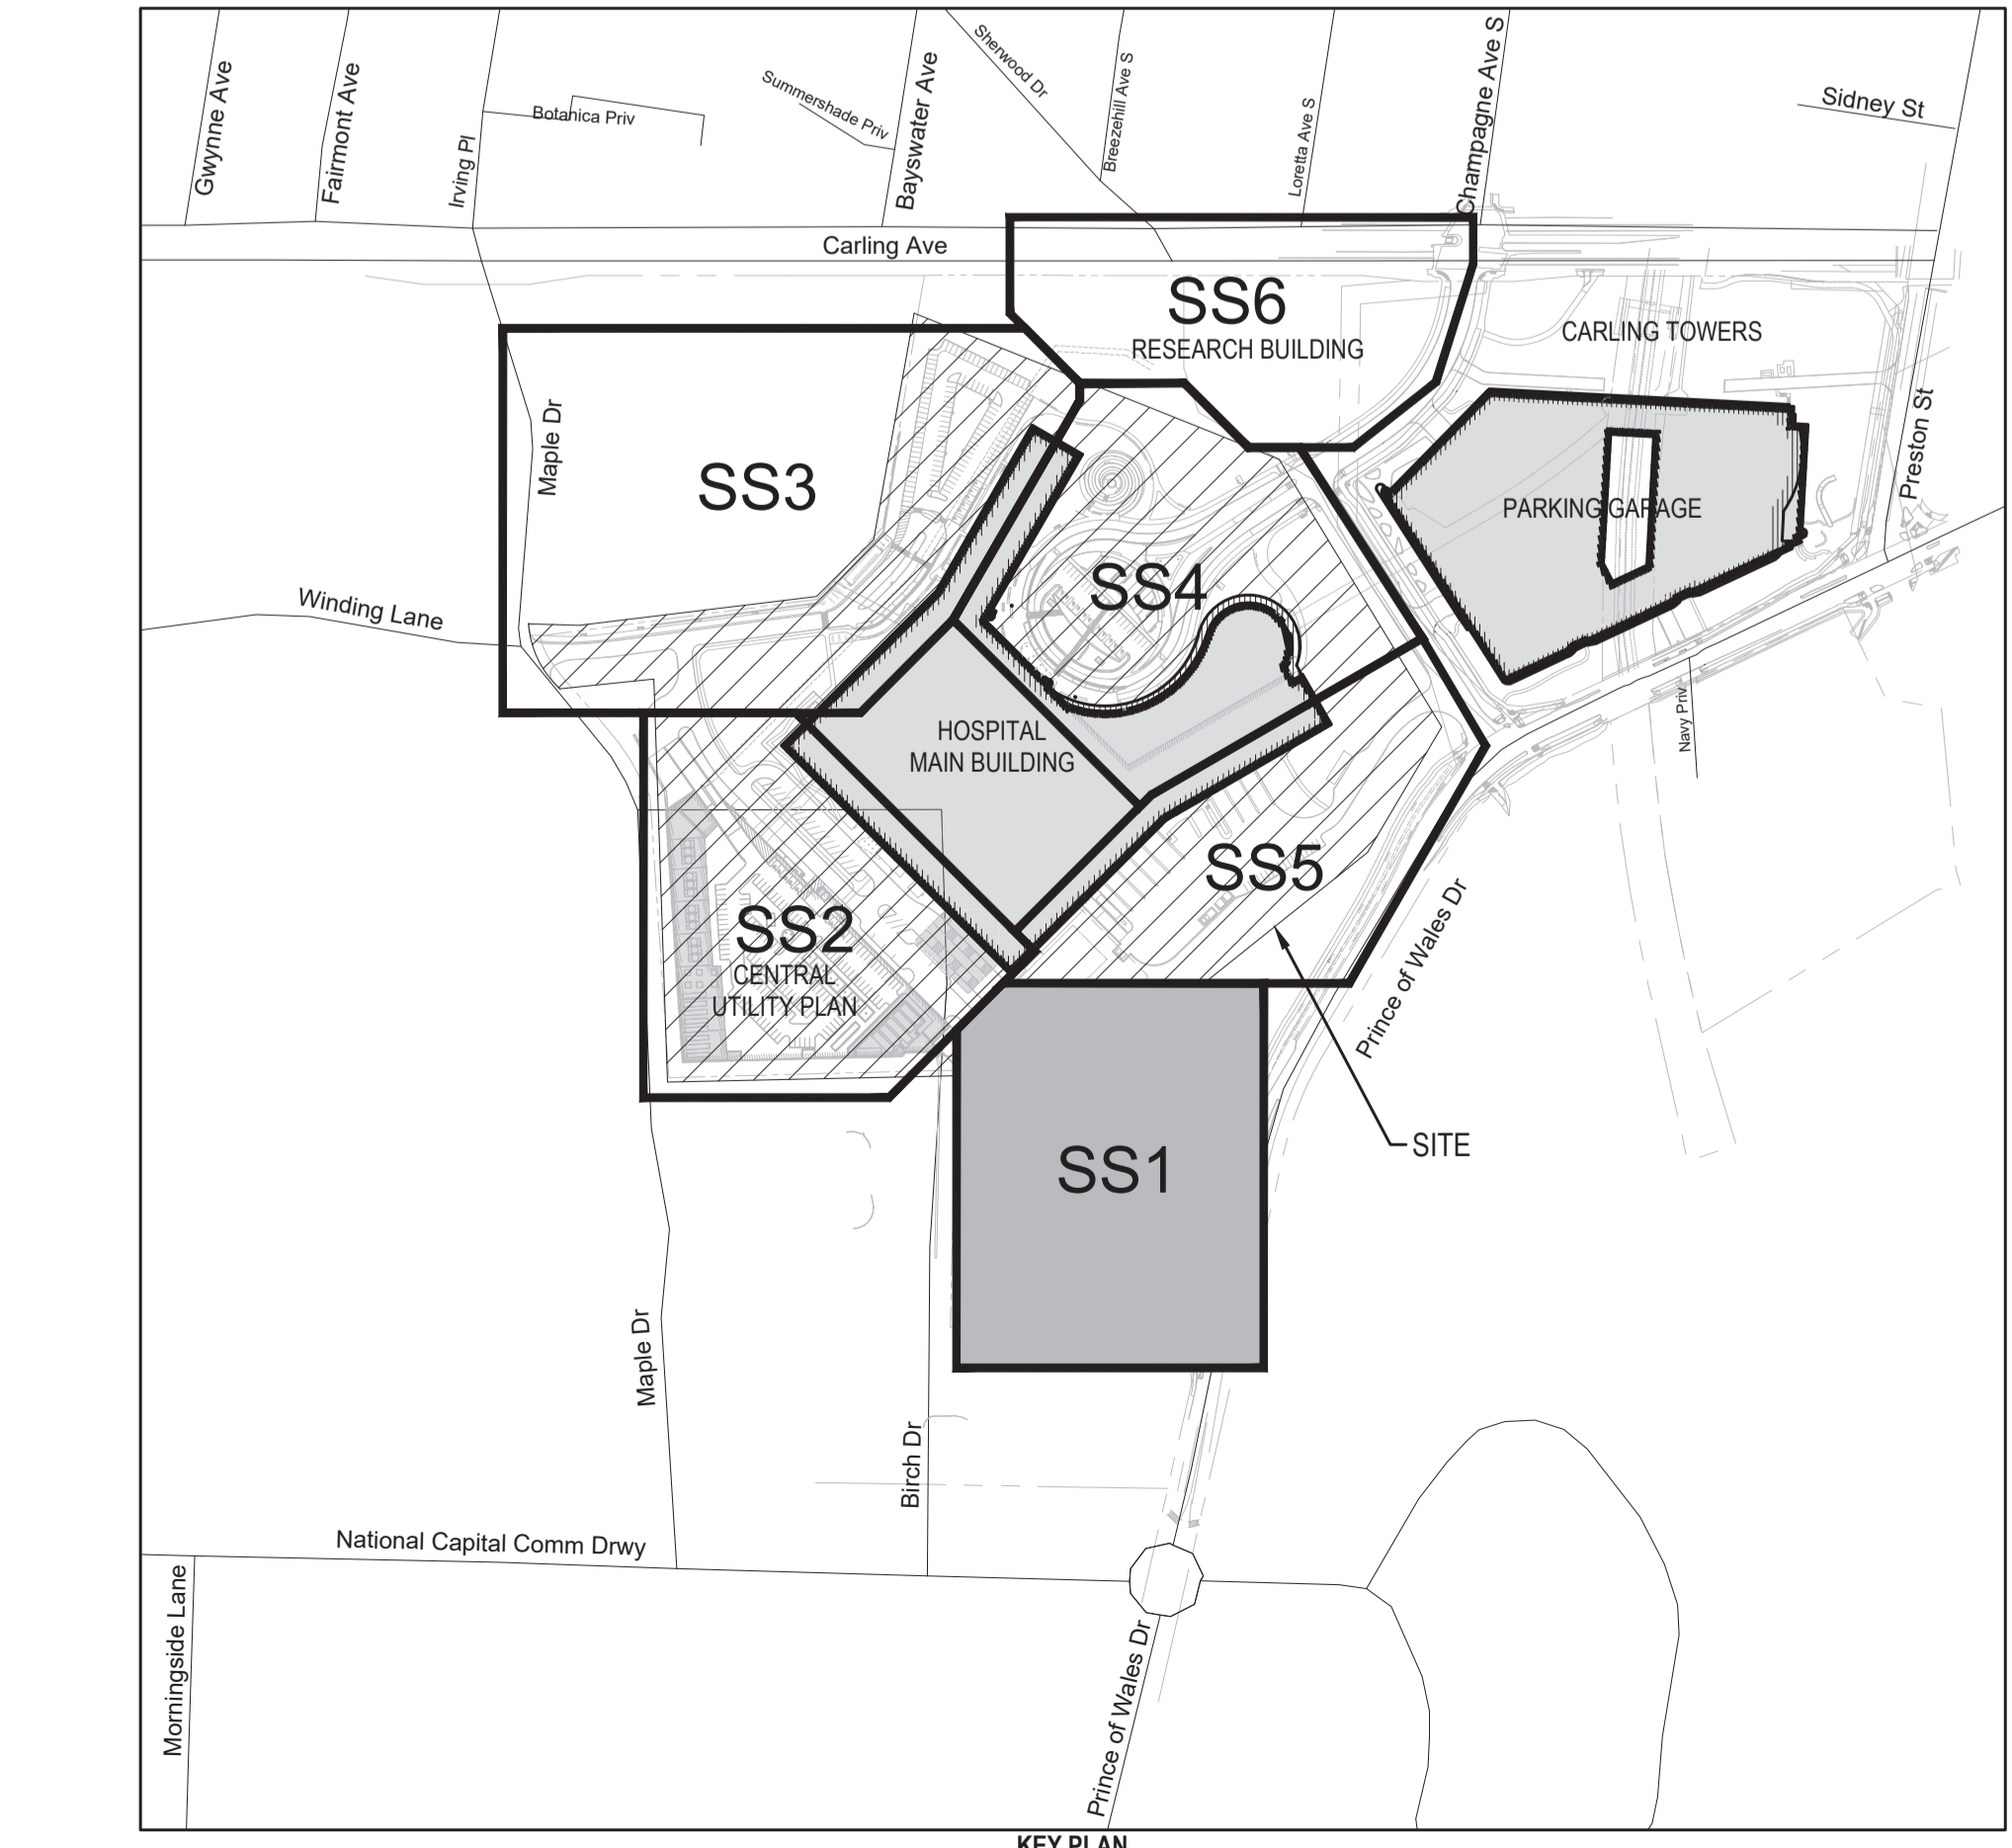 Gwynne Ave
Fairmont Ave
Irving Pl
Botanica Priv
Summershade Priv
Bayswater Ave
Sherwood Dr
Breezehill Ave S
Loretta Ave S
Champagne Ave S
Sidney St
Carling Ave
SS6
RESEARCH BUILDING
CARLING TOWERS
Maple Dr
SS3
Preston St
PARKING GARAGE
SS4
Winding Lane
HOSPITAL
MAIN BUILDING
Navy Priv
SS5
SS2
CENTRAL
UTILITY PLAN
Prince of Wales Dr
SITE
SS1
Maple Dr
Birch Dr
National Capital Comm Drwy
Morningside Lane
Prince of Wales Dr
KEY PLAN